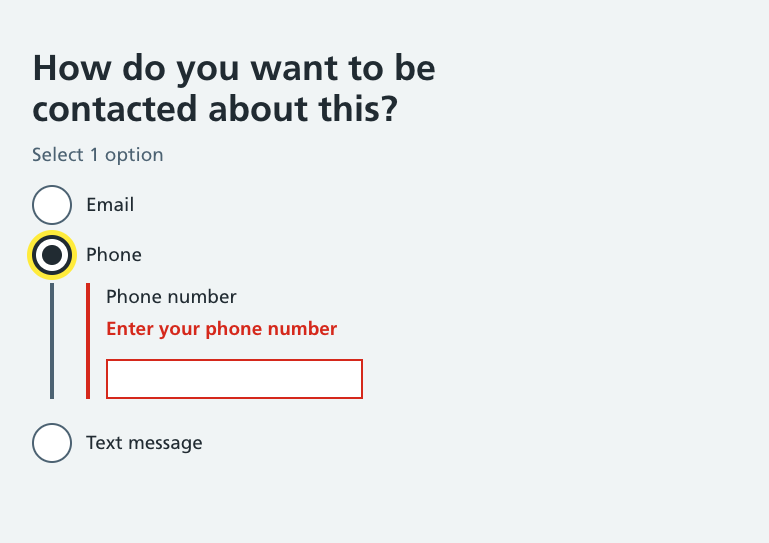 How do you want to be
contacted about this?
Select 1 option
Email
Phone
Phone number
Enter your phone number
Text message